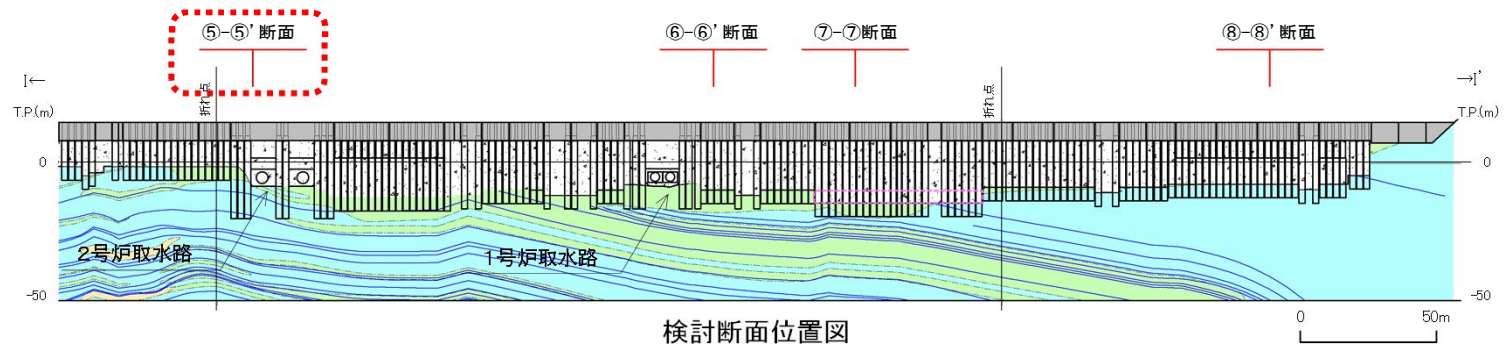 ⑤-⑤’断面
⑥-⑥’断面
⑦-⑦断面
⑧-⑧’断面
I←
→I’
折れ点
折れ点
T.P.(m)
T.P.(m)
0
0
2号炉取水路
1号炉取水路
-50
-50
検討断面位置図
0
50m